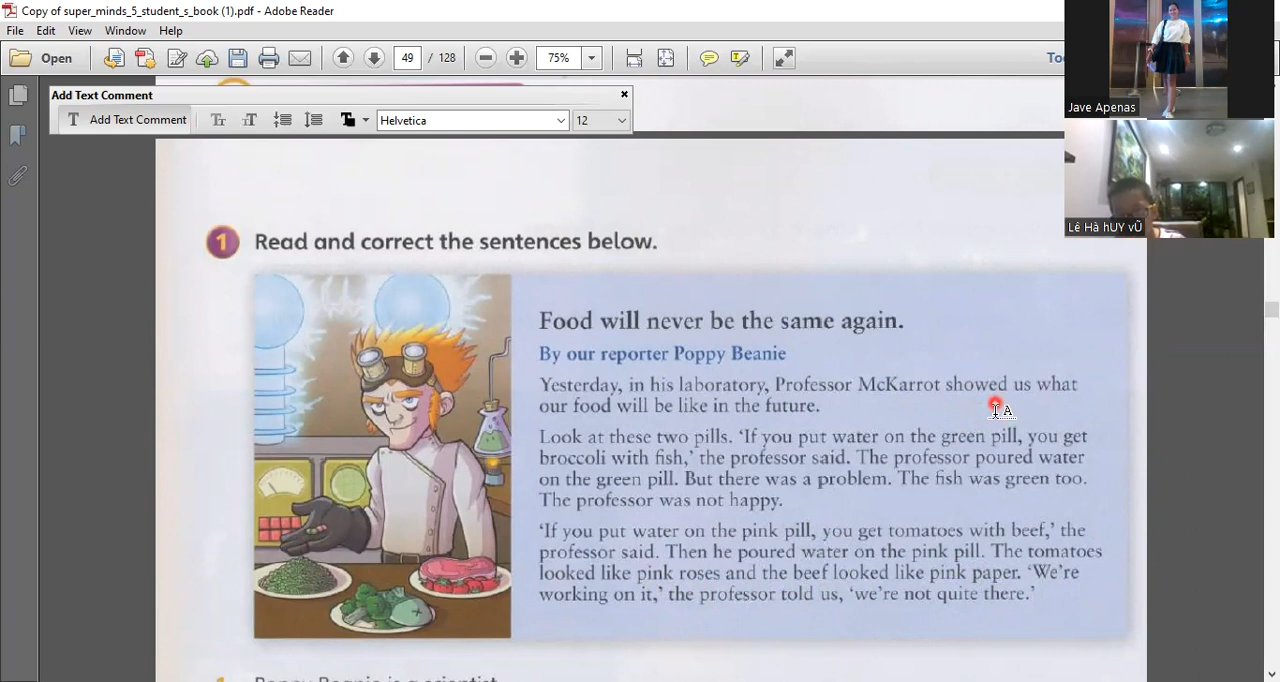 Copy of super_minds_5_student_s_book (1).pdf - Adobe Reader
File Edit View Window Help
Open 49 / 128 75%
Add Text Comment
Add Text Comment Helvetica 12
Jave Apenas
Lê Hà hUY vŨ
1 Read and correct the sentences below.
Food will never be the same again.
By our reporter Poppy Beanie
Yesterday, in his laboratory, Professor McKarrot showed us what
our food will be like in the future.
Look at these two pills. ‘If you put water on the green pill, you get
broccoli with fish,’ the professor said. The professor poured water
on the green pill. But there was a problem. The fish was green too.
The professor was not happy.
‘If you put water on the pink pill, you get tomatoes with beef,’ the
professor said. Then he poured water on the pink pill. The tomatoes
looked like pink roses and the beef looked like pink paper. ‘We’re
working on it,’ the professor told us, ‘we’re not quite there.’
1 Poppy Beanie is a scientist.